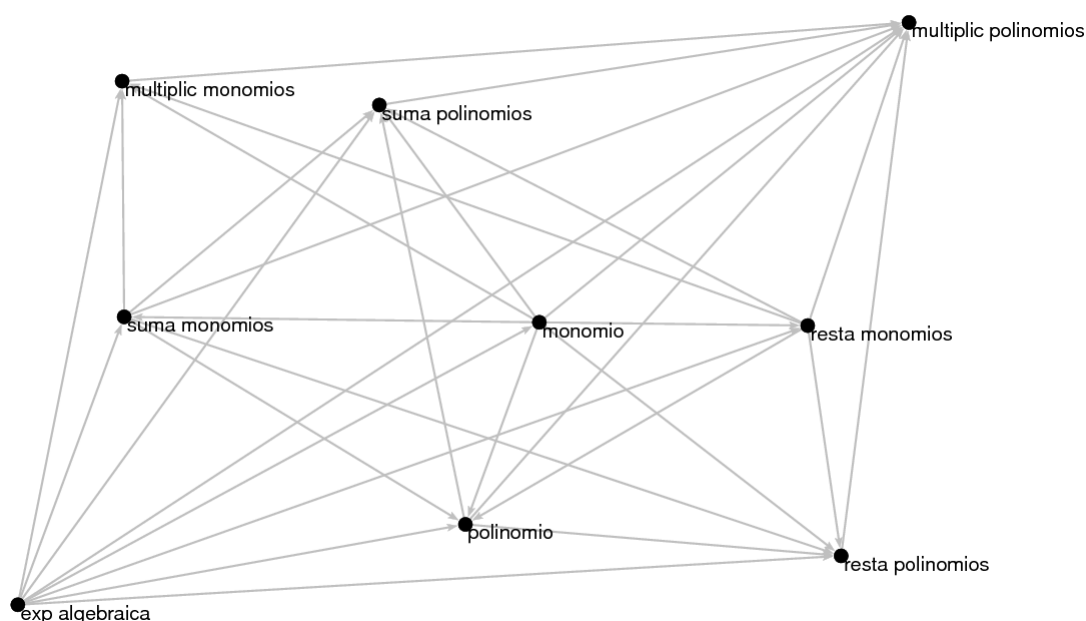 multiplic polinomios
multiplic monomios
suma polinomios
suma monomios
monomio
resta monomios
polinomio
resta polinomios
exp algebraica